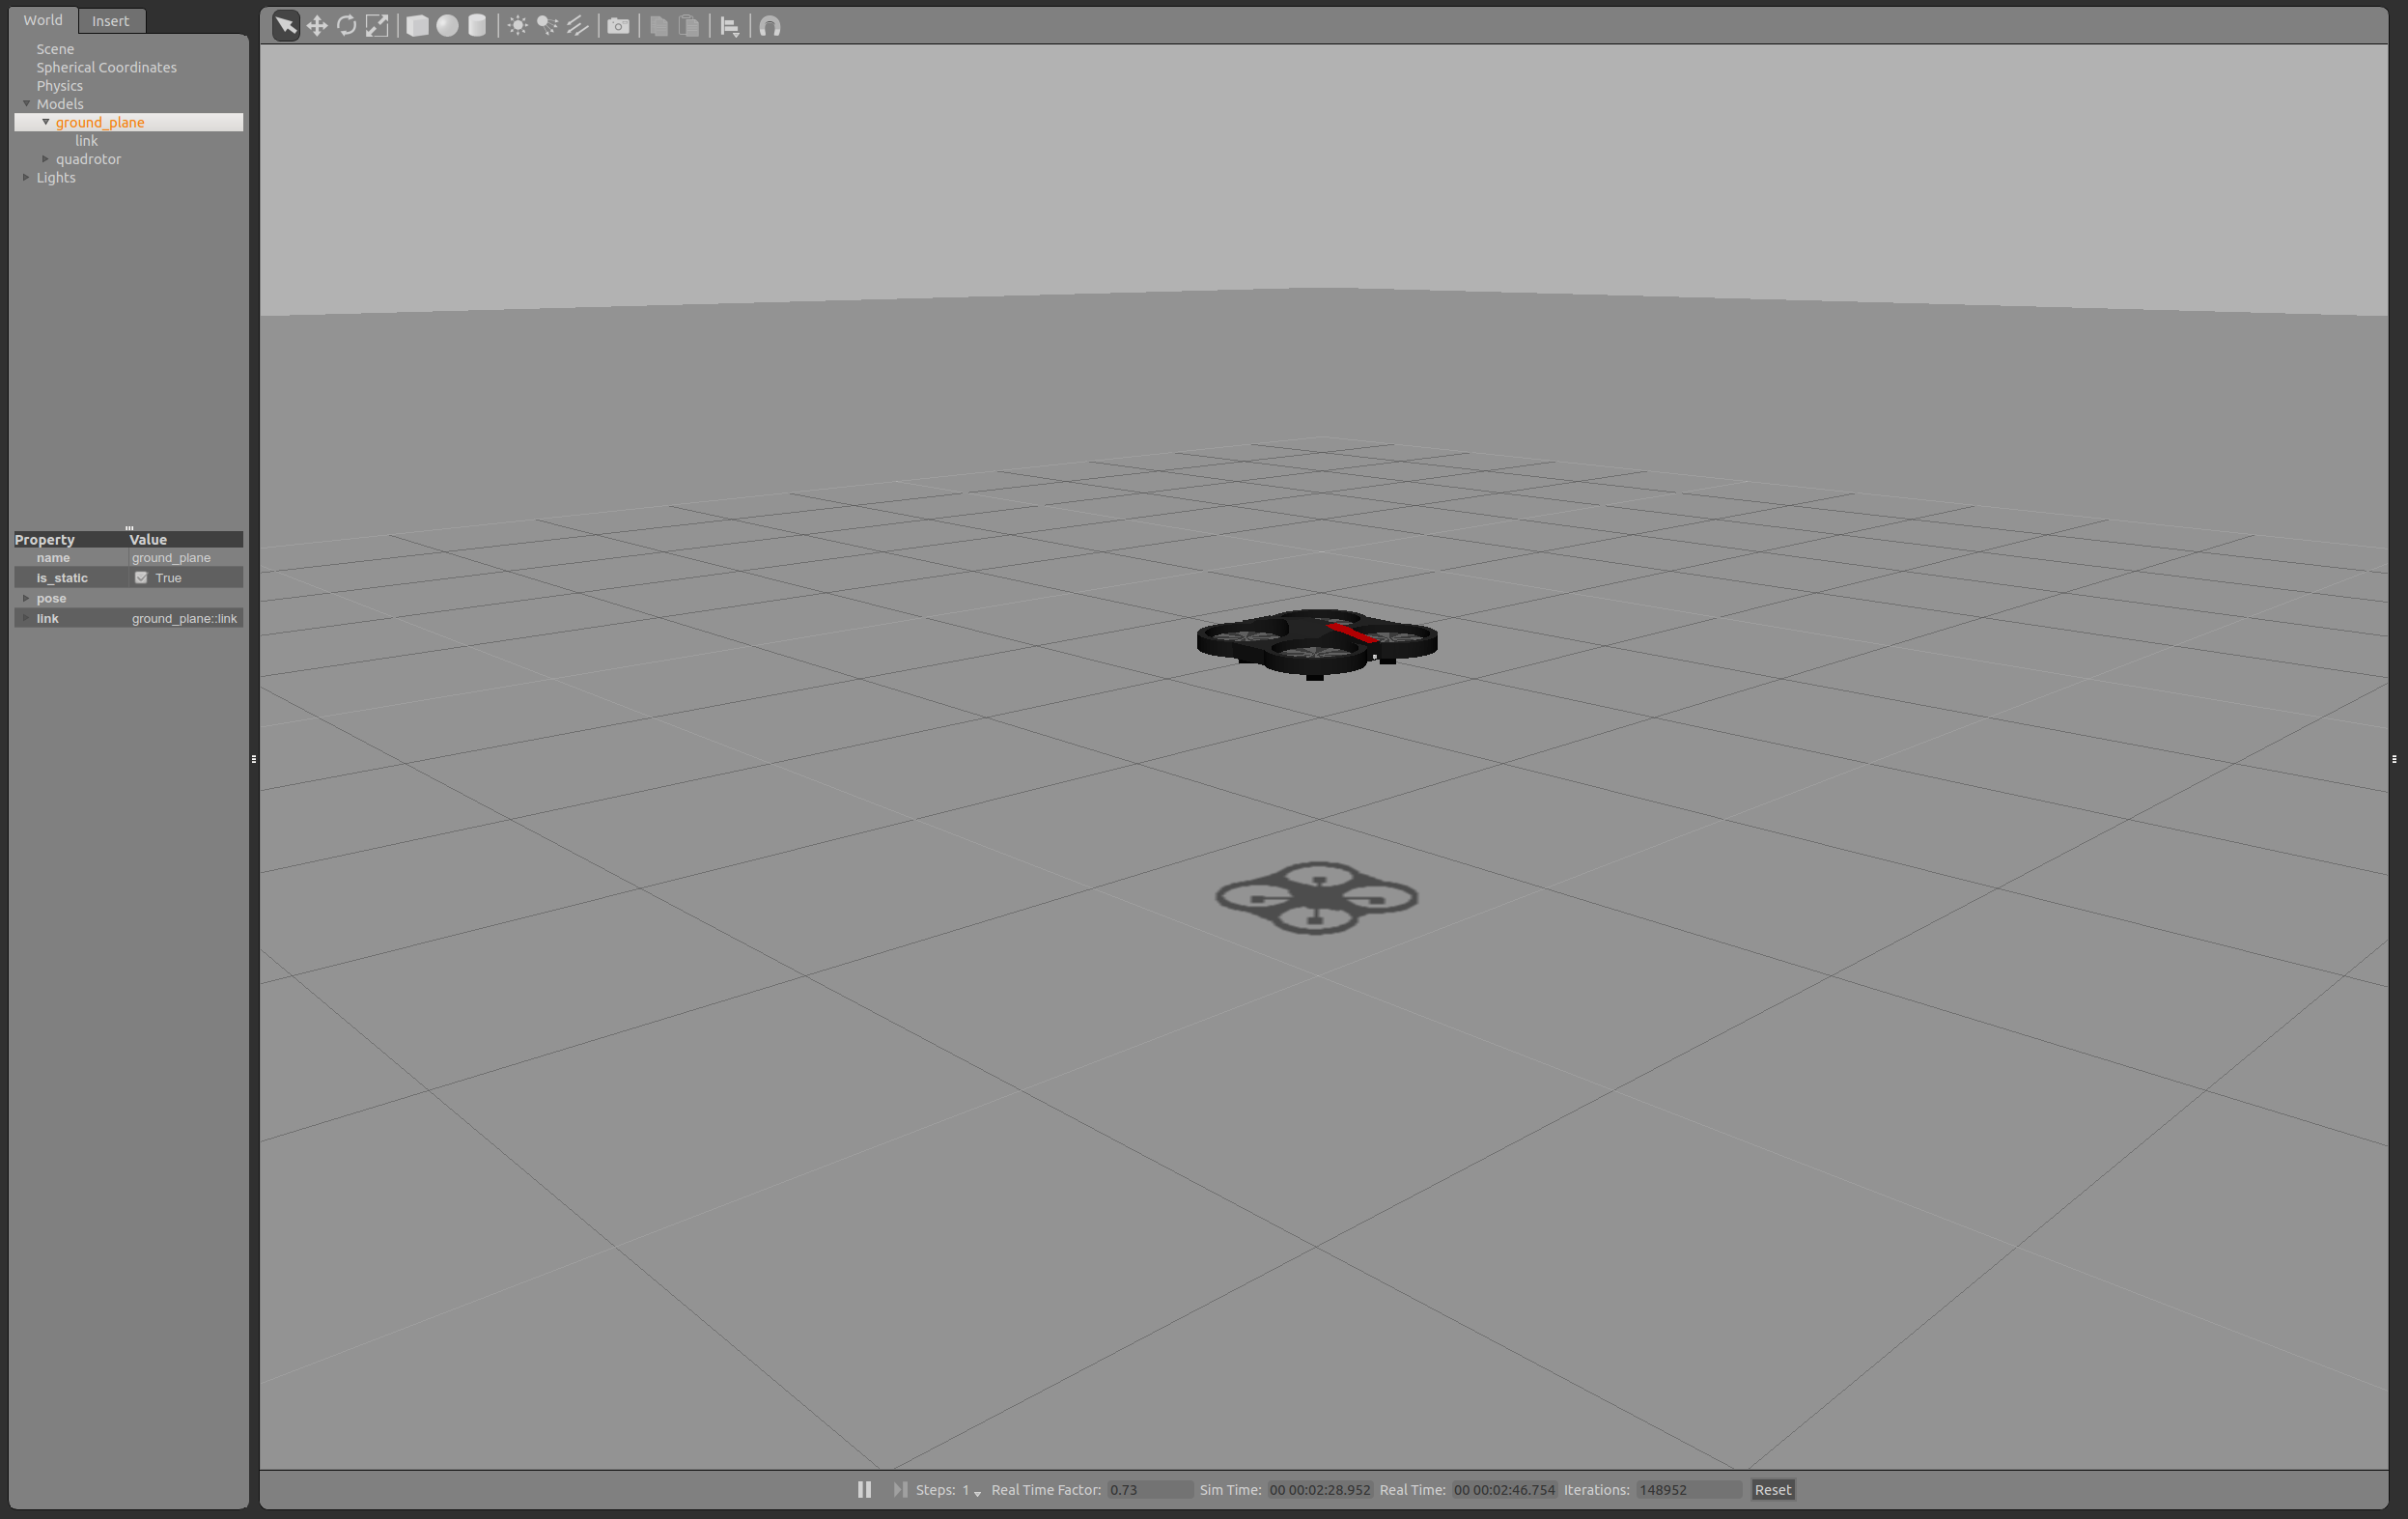 World Insert
Scene
Spherical Coordinates
Physics
Models
ground_plane
link
quadrotor
Lights
Property Value
name ground_plane
is_static True
pose
link ground_plane::link
Steps: 1 Real Time Factor: 0.73 Sim Time: 00 00:02:28.952 Real Time: 00 00:02:46.754 Iterations: 148952 Reset